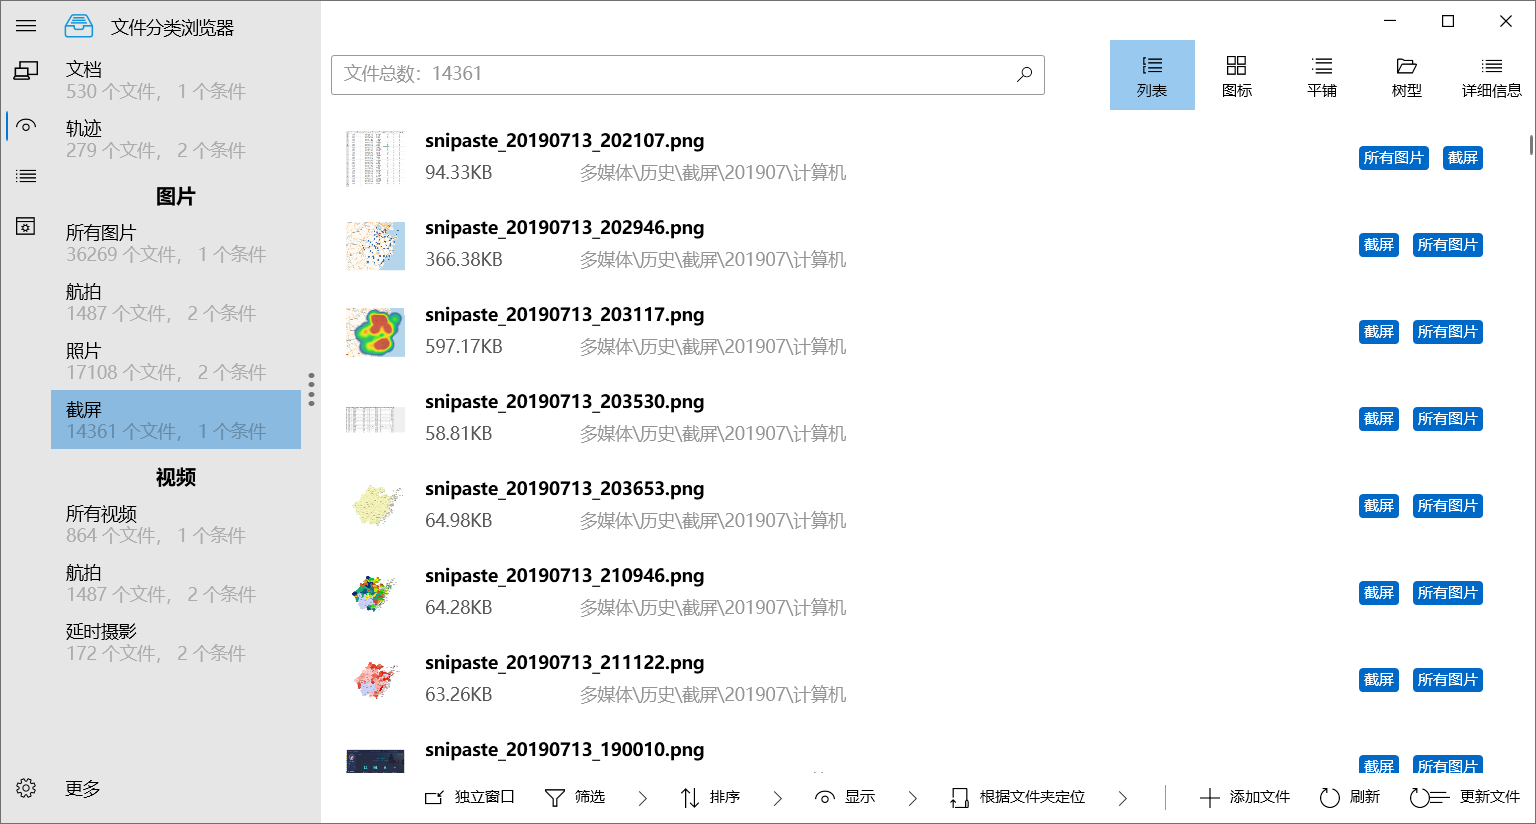 文件分类浏览器
文档
530 个文件， 1 个条件
轨迹
279 个文件， 2 个条件
图片
所有图片
36269 个文件， 1 个条件
航拍
1487 个文件， 2 个条件
照片
17108 个文件， 2 个条件
截屏
14361 个文件， 1 个条件
视频
所有视频
864 个文件， 1 个条件
航拍
1487 个文件， 2 个条件
延时摄影
172 个文件， 2 个条件
更多
文件总数：14361
列表
图标
平铺
树型
详细信息
snipaste_20190713_202107.png
94.33KB 多媒体\历史\截屏\201907\计算机
所有图片 截屏
snipaste_20190713_202946.png
366.38KB 多媒体\历史\截屏\201907\计算机
截屏 所有图片
snipaste_20190713_203117.png
597.17KB 多媒体\历史\截屏\201907\计算机
截屏 所有图片
snipaste_20190713_203530.png
58.81KB 多媒体\历史\截屏\201907\计算机
截屏 所有图片
snipaste_20190713_203653.png
64.98KB 多媒体\历史\截屏\201907\计算机
截屏 所有图片
snipaste_20190713_210946.png
64.28KB 多媒体\历史\截屏\201907\计算机
截屏 所有图片
snipaste_20190713_211122.png
63.26KB 多媒体\历史\截屏\201907\计算机
截屏 所有图片
snipaste_20190713_190010.png
截屏 所有图片
独立窗口 筛选 排序 显示 根据文件夹定位 添加文件 刷新 更新文件